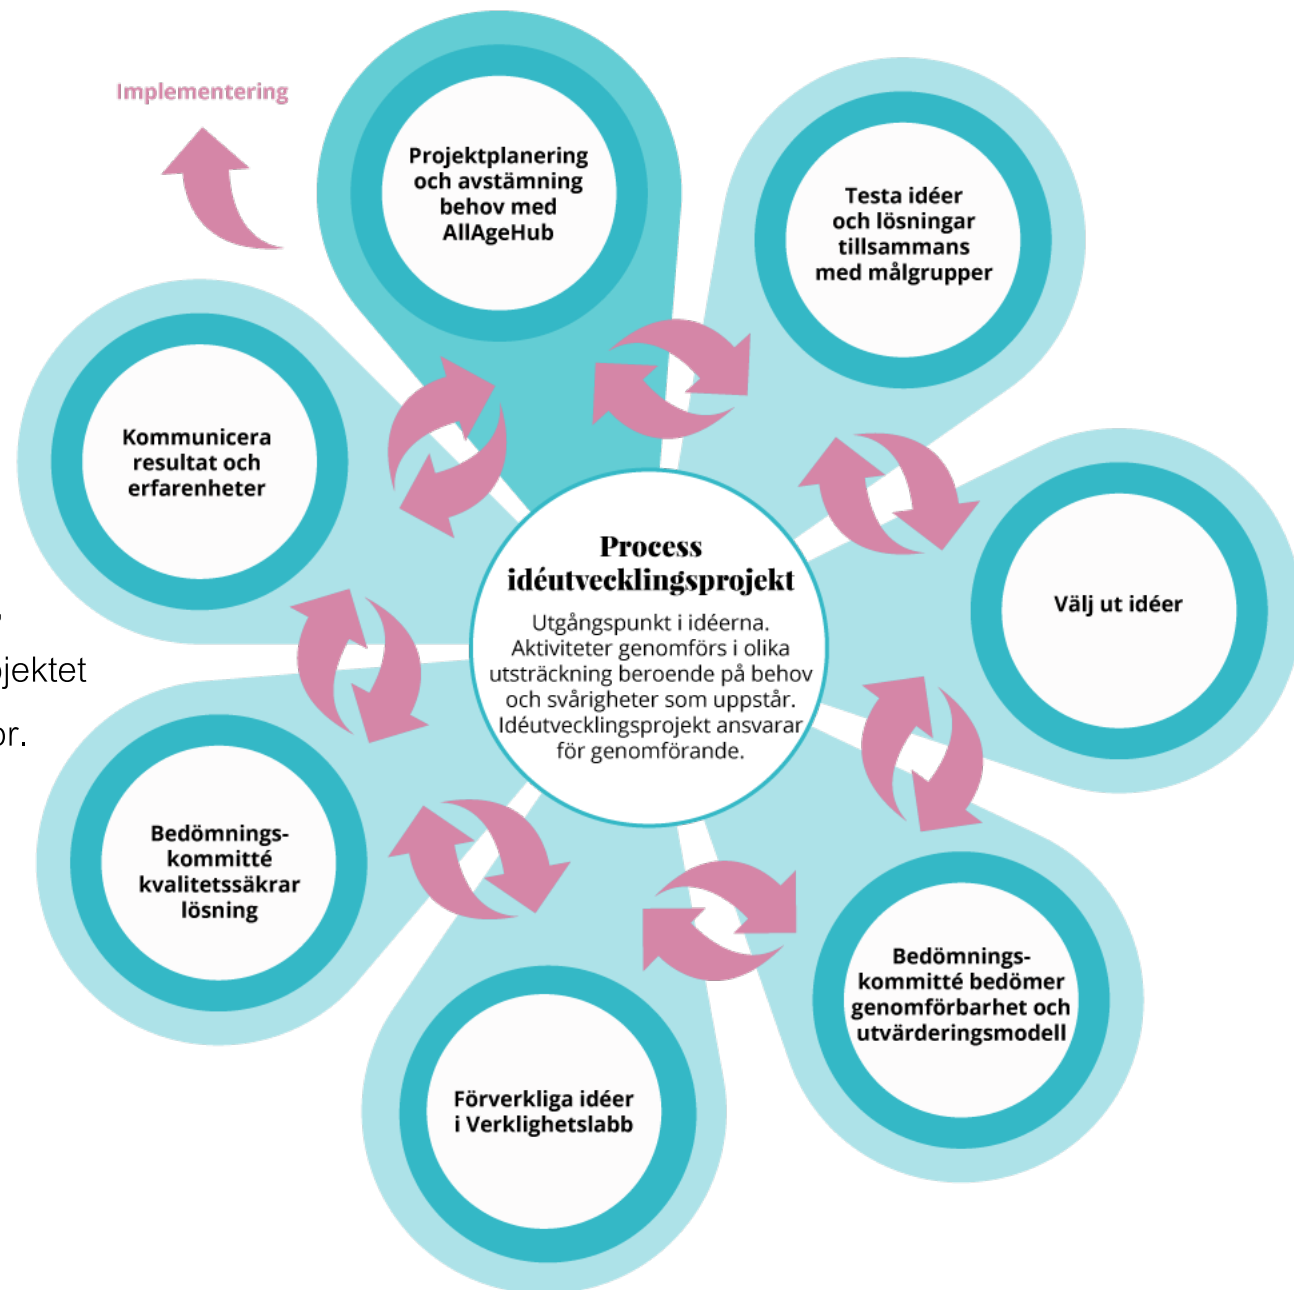 Implementering
Projektplanering
och avstämning
behov med
AllAgeHub
Testa idéer
och lösningar
tillsammans
med målgrupper
Välj ut idéer
Bedömnings-
kommitté bedömer
genomförbarhet och
utvärderingsmodell
Förverkliga idéer
i Verklighetslabb
Bedömnings-
kommitté
kvalitetssäkrar
lösning
Kommunicera
resultat och
erfarenheter
Process
idéutvecklingsprojekt
Utgångspunkt i idéerna.
Aktiviteter genomförs i olika
utsträckning beroende på behov
och svårigheter som uppstår.
Idéutvecklingsprojekt ansvarar
för genomförande.